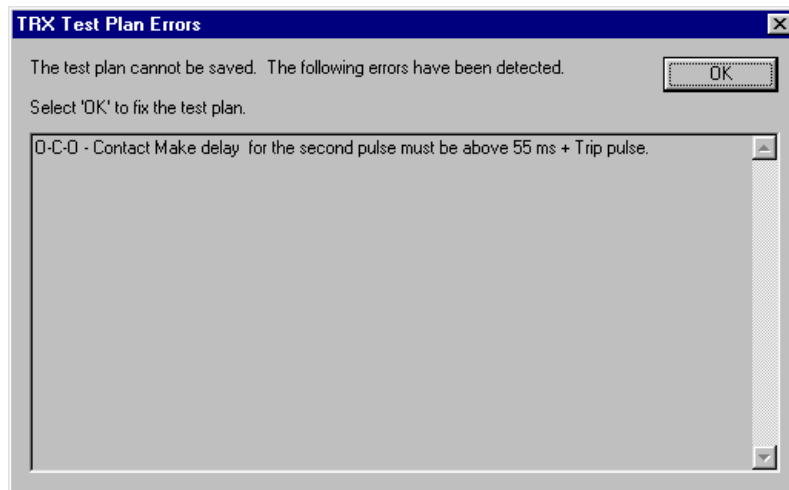 TRX Test Plan Errors
The test plan cannot be saved.  The following errors have been detected.
OK
Select 'OK' to fix the test plan.
O-C-O - Contact Make delay  for the second pulse must be above 55 ms + Trip pulse.